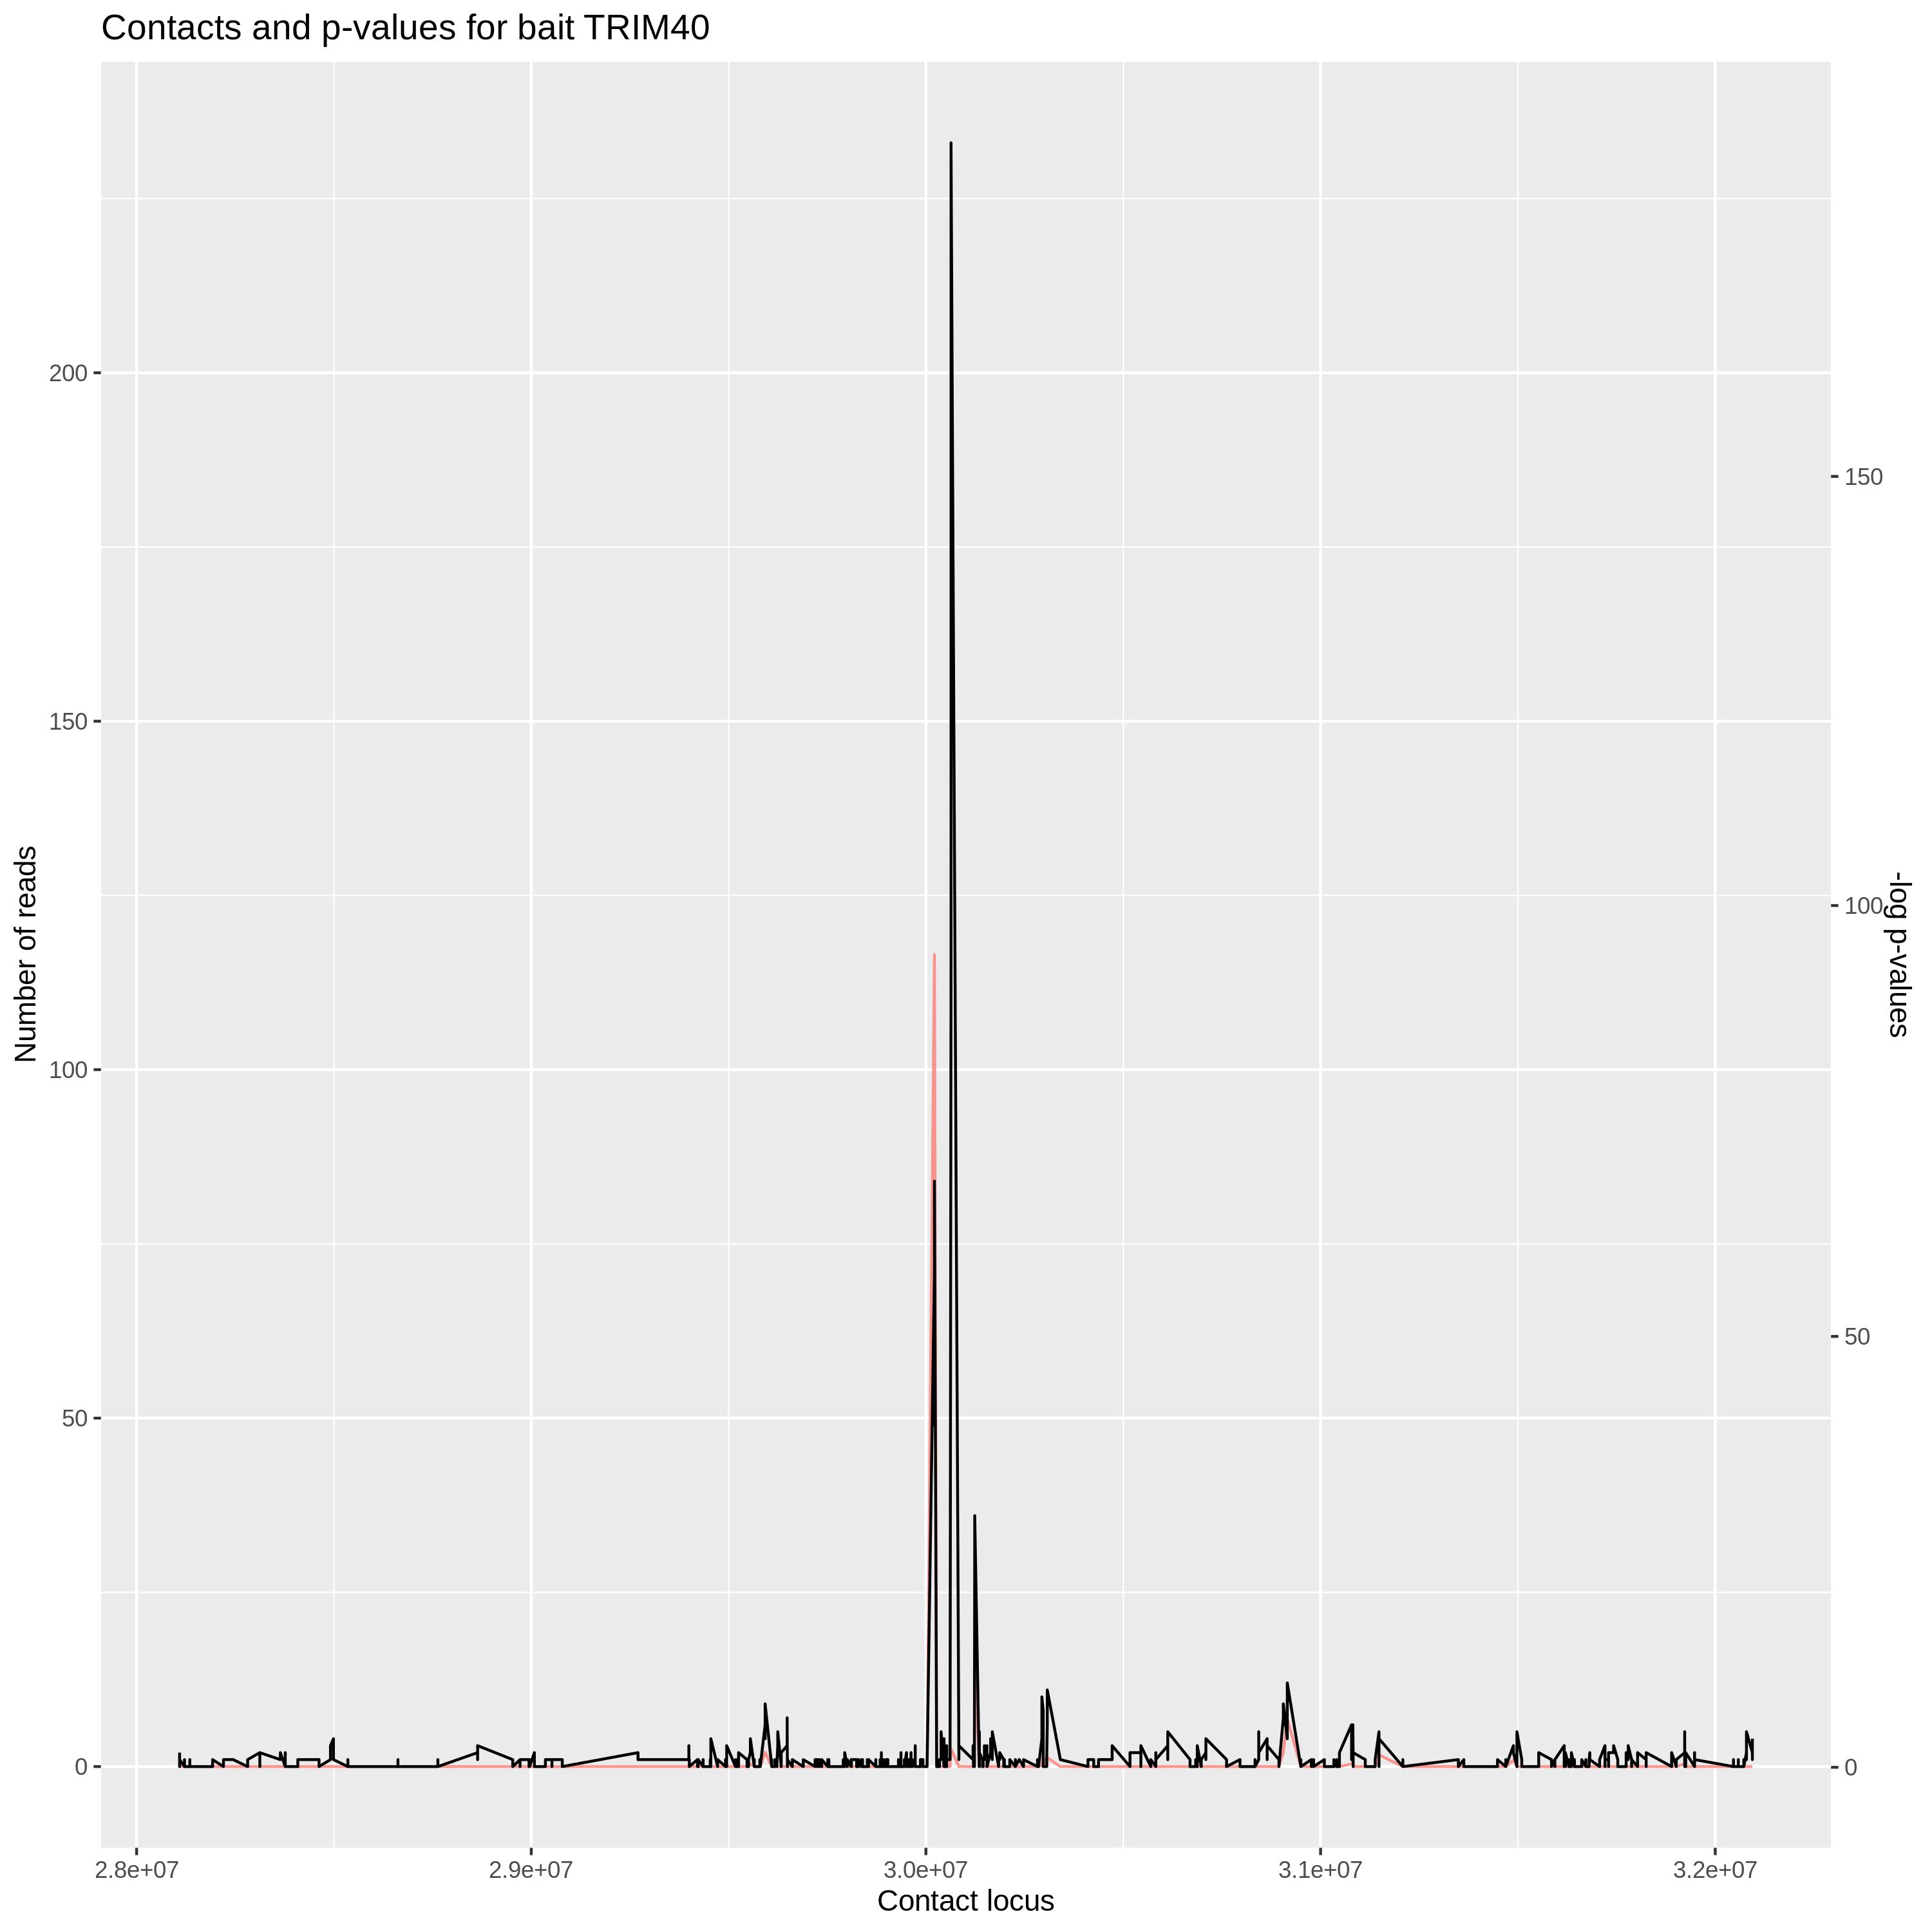 Contacts and p-values for bait TRIM40
200
150
100
50
0
Number of reads
150
100
50
0
-log p-values
2.8e+07 2.9e+07 3.0e+07 3.1e+07 3.2e+07
Contact locus